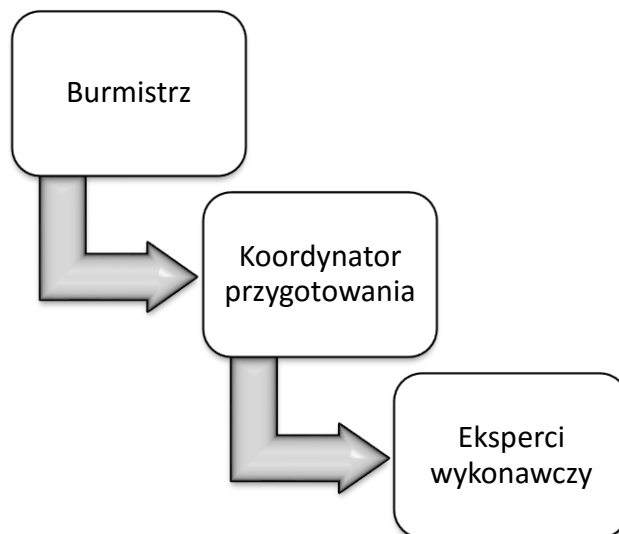 Burmistrz
Koordynator
przygotowania
Eksperci
wykonawczy